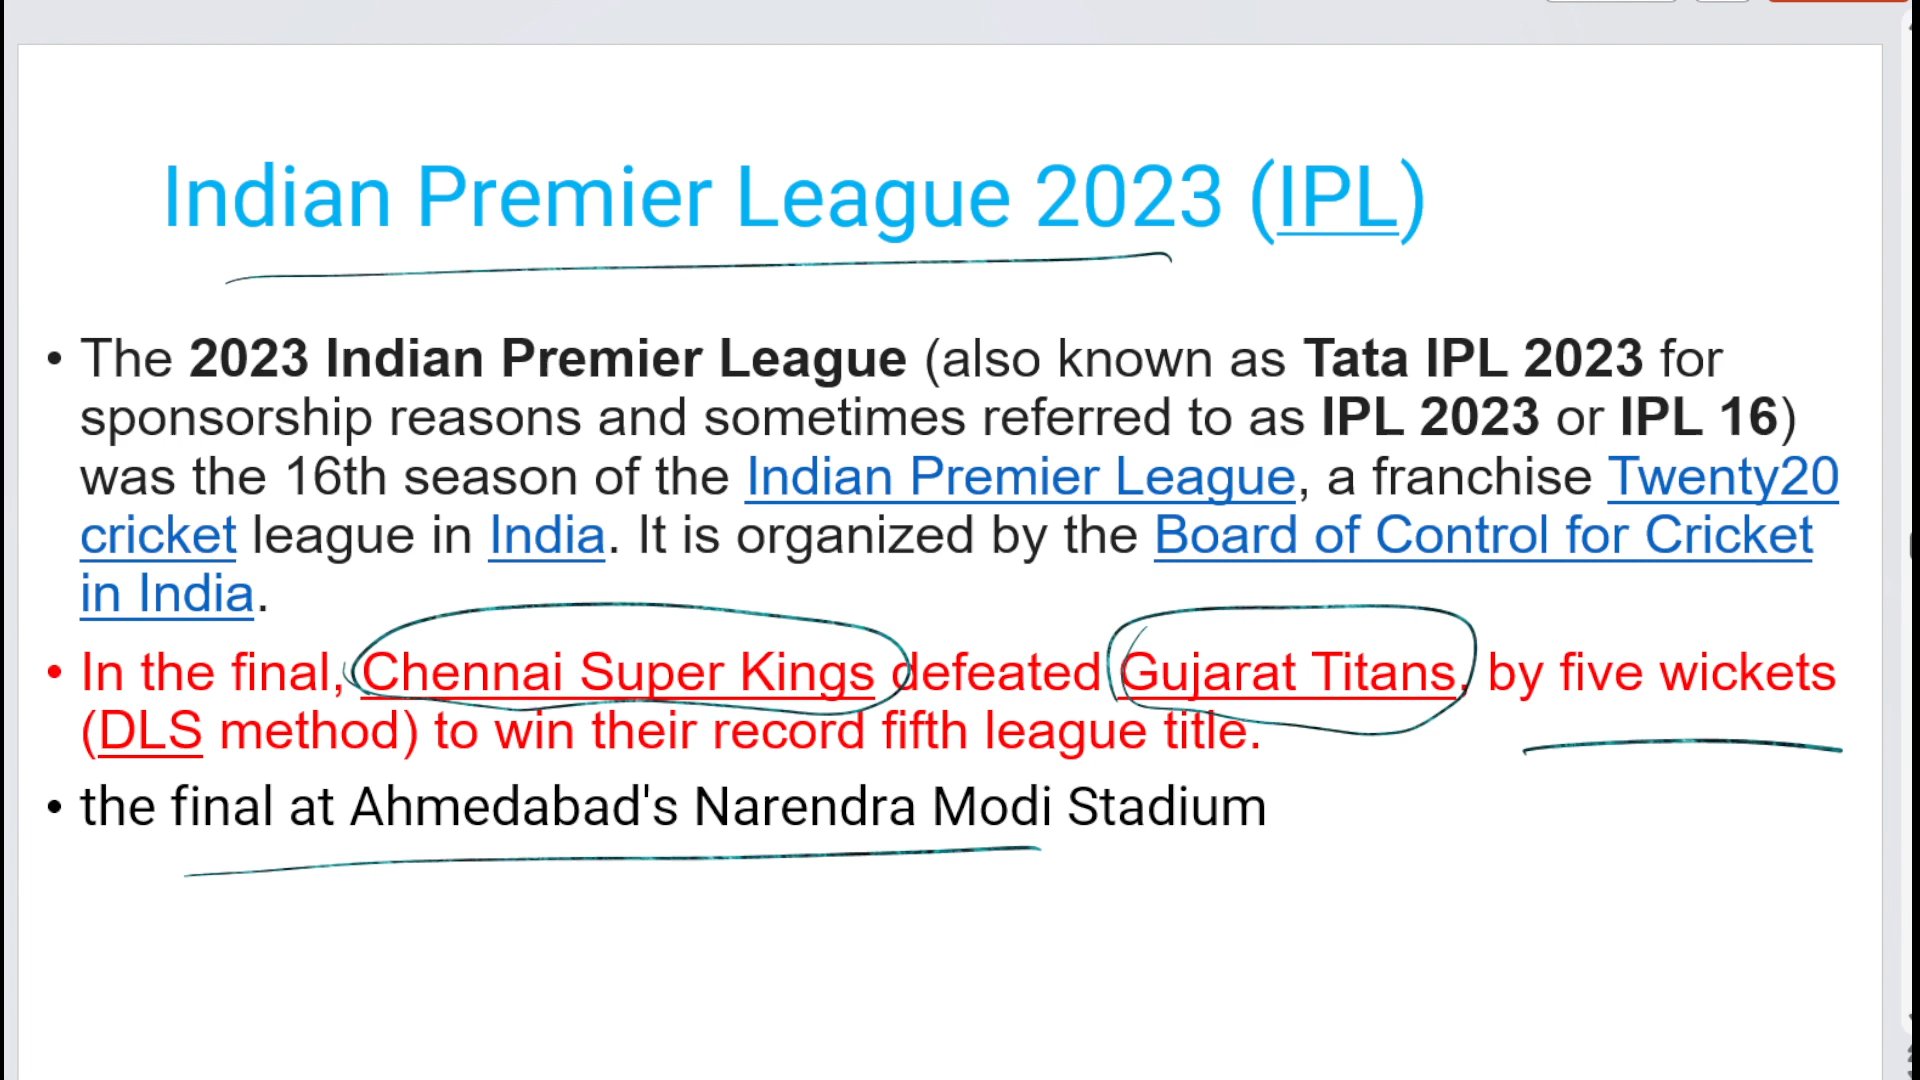 Indian Premier League 2023 (IPL)
• The 2023 Indian Premier League (also known as Tata IPL 2023 for
sponsorship reasons and sometimes referred to as IPL 2023 or IPL 16)
was the 16th season of the Indian Premier League, a franchise Twenty20
cricket league in India. It is organized by the Board of Control for Cricket
in India.
• In the final, Chennai Super Kings defeated Gujarat Titans, by five wickets
(DLS method) to win their record fifth league title.
• the final at Ahmedabad's Narendra Modi Stadium